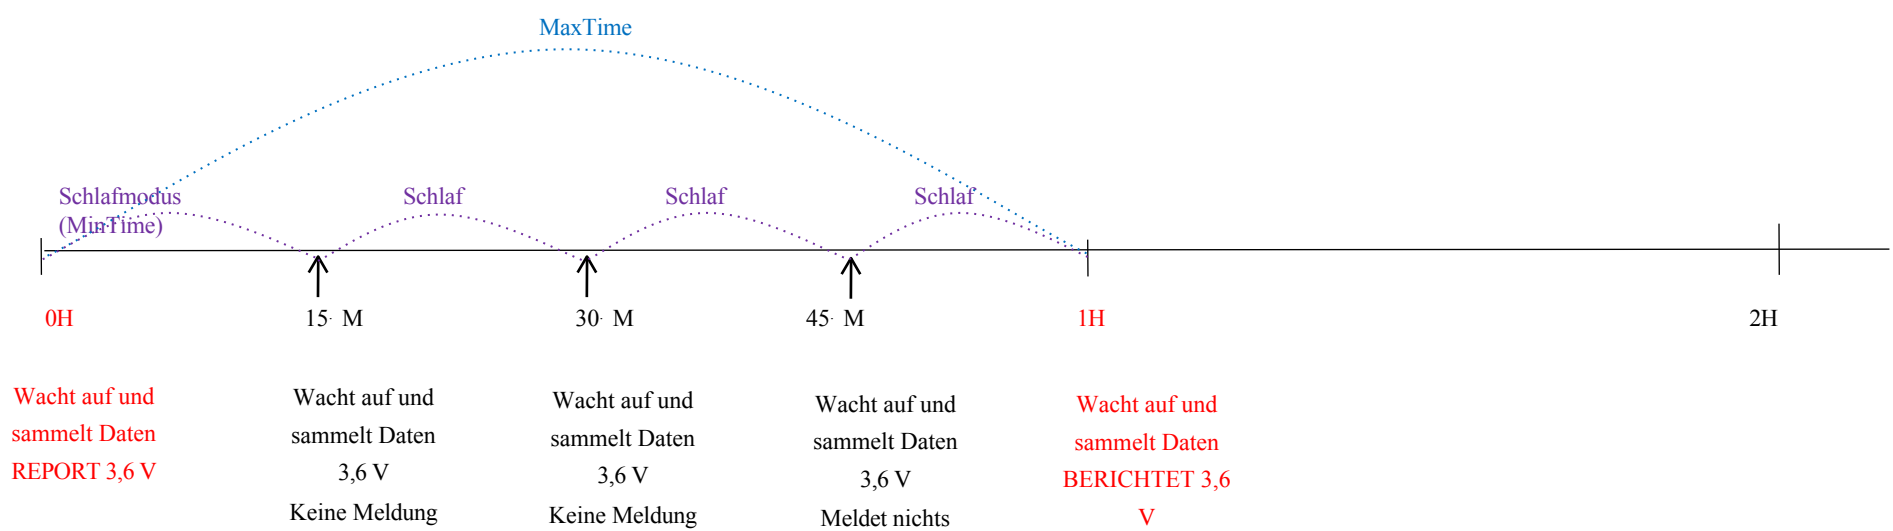 MaxTime
Schlafmodus
(MinTime)
Schlaf
Schlaf
Schlaf
0H
15· M
30· M
45· M
1H
2H
Wacht auf und
sammelt Daten
REPORT 3,6 V
Wacht auf und
sammelt Daten
3,6 V
Keine Meldung
Wacht auf und
sammelt Daten
3,6 V
Keine Meldung
Wacht auf und
sammelt Daten
3,6 V
Meldet nichts
Wacht auf und
sammelt Daten
BERICHTET 3,6
V